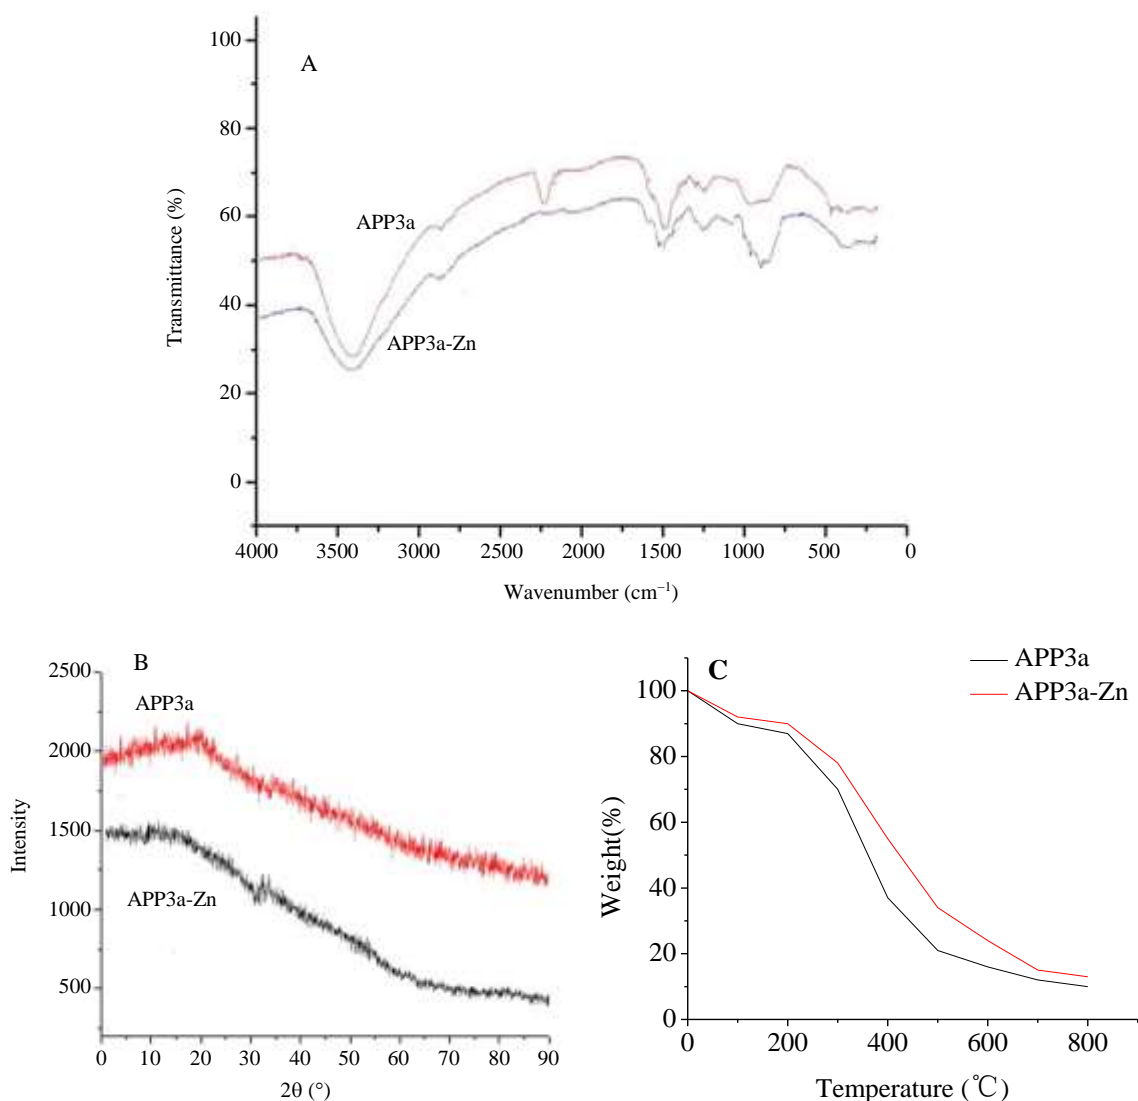 A
100
80
60
40
20
0
Transmittance (%)
APP3a
APP3a-Zn
4000 3500 3000 2500 2000 1500 1000 500 0
Wavenumber (cm⁻¹)
B
2500
2000
1500
1000
500
Intensity
APP3a
APP3a-Zn
0 10 20 30 40 50 60 70 80 90
2θ (°)
C
APP3a
APP3a-Zn
100
80
60
40
20
0
Weight(%)
0 200 400 600 800
Temperature (℃)